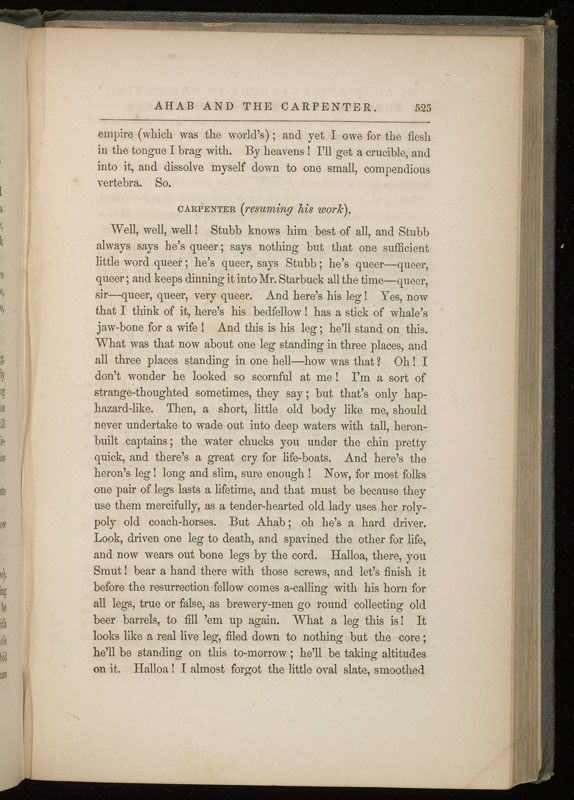 AHAB AND THE CARPENTER. 525
empire (which was the world's); and yet I owe for the flesh
in the tongue I brag with. By heavens! I'll get a crucible, and
into it, and dissolve myself down to one small, compendious
vertebra. So.
CARPENTER (resuming his work).
Well, well, well! Stubb knows him best of all, and Stubb
always says he's queer; says nothing but that one sufficient
little word queer; he's queer, says Stubb; he's queer—queer,
queer; and keeps dinning it into Mr. Starbuck all the time—queer,
sir—queer, queer, very queer. And here's his leg! Yes, now
that I think of it, here's his bedfellow! has a stick of whale's
jaw-bone for a wife! And this is his leg; he'll stand on this.
What was that now about one leg standing in three places, and
all three places standing in one hell—how was that? Oh! I
don't wonder he looked so scornful at me! I'm a sort of
strange-thoughted sometimes, they say; but that's only hap-
hazard-like. Then, a short, little old body like me, should
never undertake to wade out into deep waters with tall, heron-
built captains; the water chucks you under the chin pretty
quick, and there's a great cry for life-boats. And here's the
heron's leg! long and slim, sure enough! Now, for most folks
one pair of legs lasts a lifetime, and that must be because they
use them mercifully, as a tender-hearted old lady uses her roly-
poly old coach-horses. But Ahab; oh he's a hard driver.
Look, driven one leg to death, and spavined the other for life,
and now wears out bone legs by the cord. Halloa, there, you
Smut! bear a hand there with those screws, and let's finish it
before the resurrection fellow comes a-calling with his horn for
all legs, true or false, as brewery-men go round collecting old
beer barrels, to fill 'em up again. What a leg this is! It
looks like a real live leg, filed down to nothing but the core;
he'll be standing on this to-morrow; he'll be taking altitudes
on it. Halloa! I almost forgot the little oval slate, smoothed